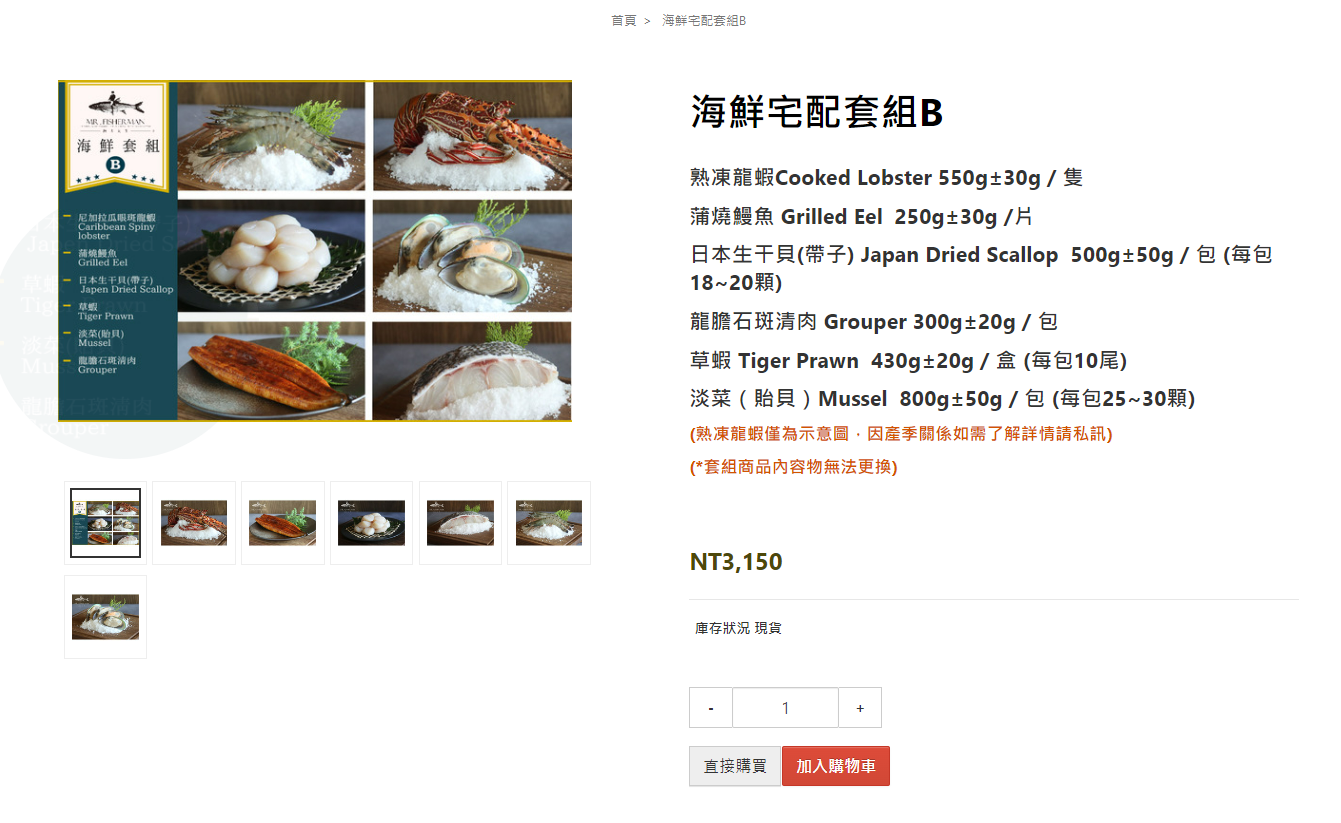 首頁 > 海鮮宅配套組B
MR. FISHERMAN
海鮮套組
B
尼加拉瓜眼斑龍蝦
Caribbean Spiny
lobster
蒲燒鰻魚
Grilled Eel
日本生干貝(帶子)
Japen Dried Scallop
草蝦
Tiger Prawn
淡菜(貽貝)
Mussel
龍膽石斑清肉
Grouper
海鮮宅配套組B
熟凍龍蝦Cooked Lobster 550g±30g / 隻
蒲燒鰻魚 Grilled Eel 250g±30g /片
日本生干貝(帶子) Japan Dried Scallop 500g±50g / 包 (每包
18~20顆)
龍膽石斑清肉 Grouper 300g±20g / 包
草蝦 Tiger Prawn 430g±20g / 盒 (每包10尾)
淡菜（貽貝）Mussel 800g±50g / 包 (每包25~30顆)
(熟凍龍蝦僅為示意圖，因產季關係如需了解詳情請私訊)
(*套組商品內容物無法更換)
NT3,150
庫存狀況 現貨
- 1 +
直接購買 加入購物車